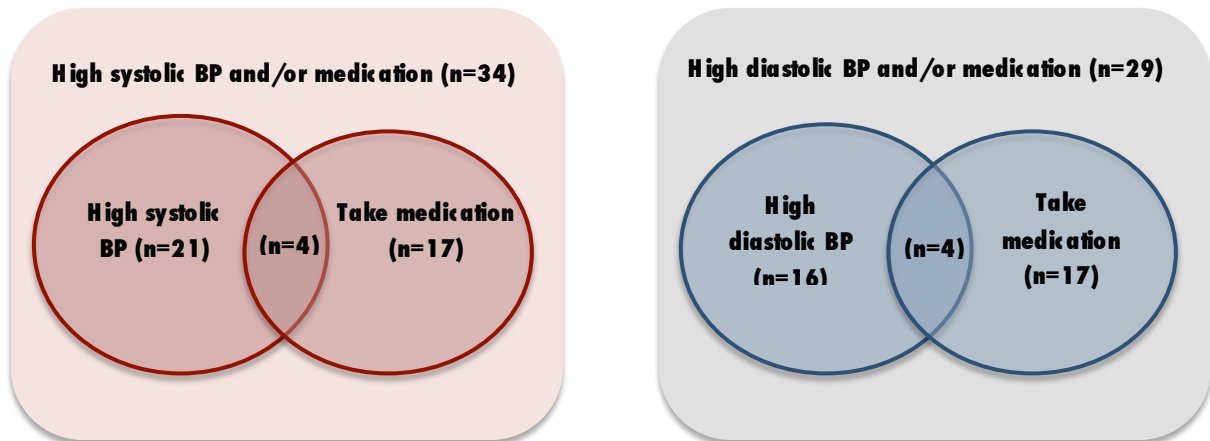 High systolic BP and/or medication (n=34)
High systolic
BP (n=21)
(n=4)
Take medication
(n=17)
High diastolic BP and/or medication (n=29)
High
diastolic BP
(n=16)
(n=4)
Take
medication
(n=17)